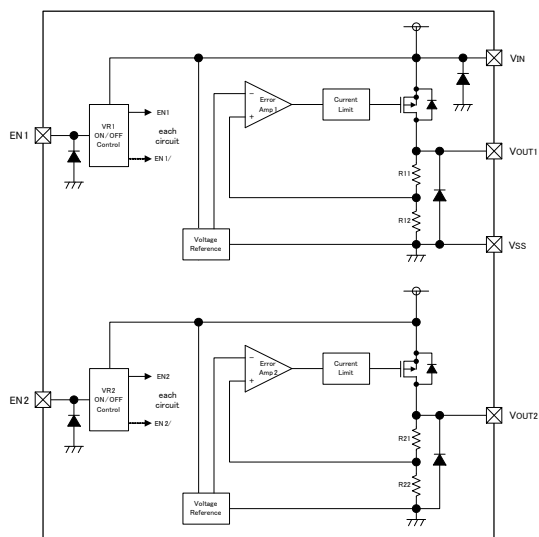 VIN
Error
Amp 1
Current
Limit
VR1
ON/OFF
Control
EN1
each
circuit
EN1/
EN1
VOUT1
R11
R12
Voltage
Reference
VSS
Error
Amp 2
Current
Limit
VR2
ON/OFF
Control
EN2
each
circuit
EN2/
EN2
VOUT2
R21
R22
Voltage
Reference